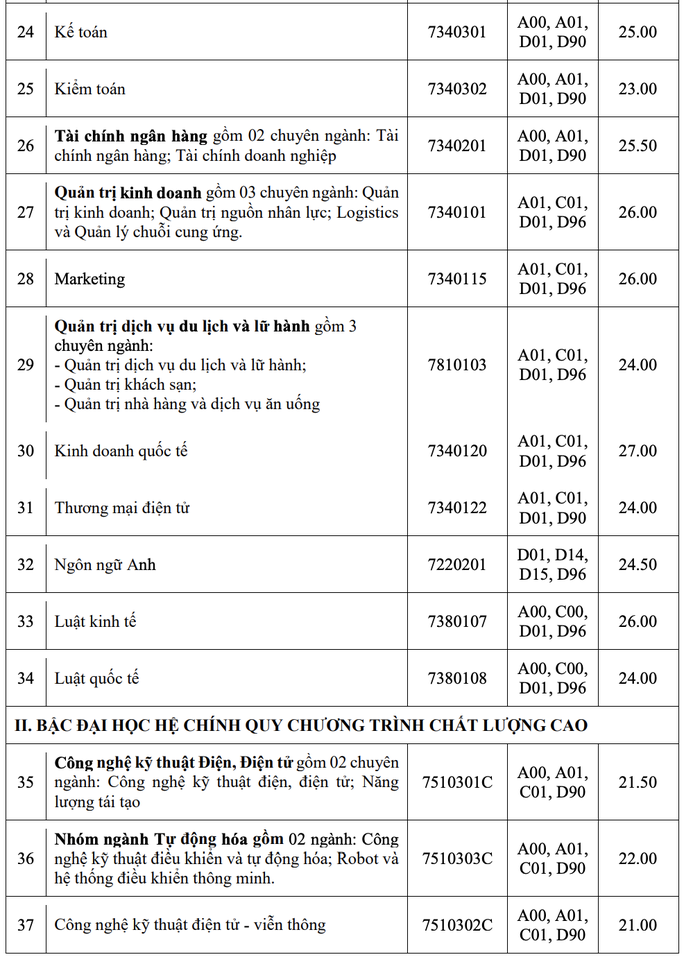 24 Kế toán 7340301 A00, A01, D01, D90 25.00
25 Kiểm toán 7340302 A00, A01, D01, D90 23.00
26 Tài chính ngân hàng gồm 02 chuyên ngành: Tài
chính ngân hàng; Tài chính doanh nghiệp 7340201 A00, A01, D01, D90 25.50
27 Quản trị kinh doanh gồm 03 chuyên ngành: Quản
trị kinh doanh; Quản trị nguồn nhân lực; Logistics
và Quản lý chuỗi cung ứng. 7340101 A01, C01, D01, D96 26.00
28 Marketing 7340115 A01, C01, D01, D96 26.00
29 Quản trị dịch vụ du lịch và lữ hành gồm 3
chuyên ngành:
- Quản trị dịch vụ du lịch và lữ hành;
- Quản trị khách sạn;
- Quản trị nhà hàng và dịch vụ ăn uống 7810103 A01, C01, D01, D96 24.00
30 Kinh doanh quốc tế 7340120 A01, C01, D01, D96 27.00
31 Thương mại điện tử 7340122 A01, C01, D01, D90 24.00
32 Ngôn ngữ Anh 7220201 D01, D14, D15, D96 24.50
33 Luật kinh tế 7380107 A00, C00, D01, D96 26.00
34 Luật quốc tế 7380108 A00, C00, D01, D96 24.00
II. BẬC ĐẠI HỌC HỆ CHÍNH QUY CHƯƠNG TRÌNH CHẤT LƯỢNG CAO
35 Công nghệ kỹ thuật Điện, Điện tử gồm 02 chuyên
ngành: Công nghệ kỹ thuật điện, điện tử; Năng
lượng tái tạo 7510301C A00, A01, C01, D90 21.50
36 Nhóm ngành Tự động hóa gồm 02 ngành: Công
nghệ kỹ thuật điều khiển và tự động hóa; Robot và
hệ thống điều khiển thông minh. 7510303C A00, A01, C01, D90 22.00
37 Công nghệ kỹ thuật điện tử - viễn thông 7510302C A00, A01, C01, D90 21.00